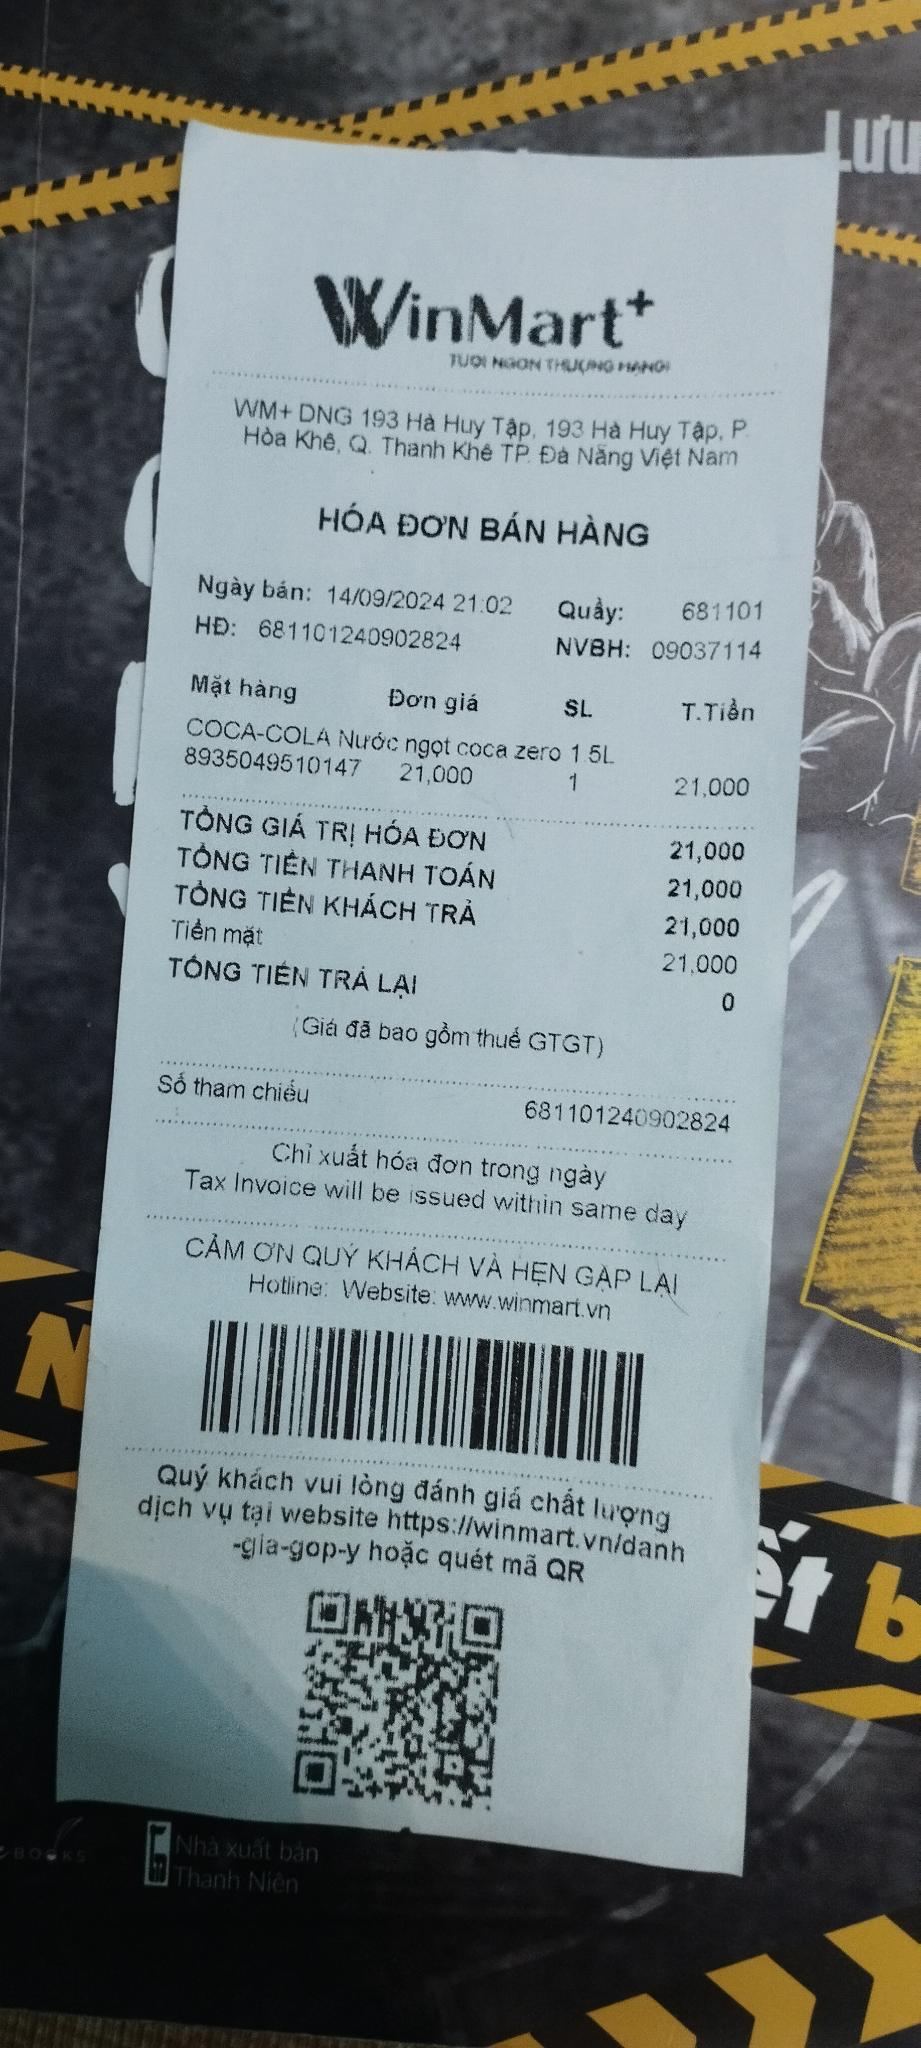 Lưu
WinMart+
TƯƠI NGON THƯỢNG HẠNG!
WM+ DNG 193 Hà Huy Tập, 193 Hà Huy Tập, P.
Hòa Khê, Q. Thanh Khê TP. Đà Nẵng Việt Nam
HÓA ĐƠN BÁN HÀNG
Ngày bán: 14/09/2024 21:02 Quầy: 681101
HĐ: 681101240902824 NVBH: 09037114
Mặt hàng Đơn giá SL T.Tiền
COCA-COLA Nước ngọt coca zero 1 5L
8935049510147 21,000 1 21,000
TỔNG GIÁ TRỊ HÓA ĐƠN 21,000
TỔNG TIỀN THANH TOÁN 21,000
TỔNG TIỀN KHÁCH TRẢ 21,000
Tiền mặt 21,000
TỔNG TIỀN TRẢ LẠI 0
(Giá đã bao gồm thuế GTGT)
Số tham chiếu 681101240902824
Chỉ xuất hóa đơn trong ngày
Tax Invoice will be issued within same day
CẢM ƠN QUÝ KHÁCH VÀ HẸN GẶP LẠI
Hotline: Website: www.winmart.vn
Quý khách vui lòng đánh giá chất lượng
dịch vụ tại website https://winmart.vn/danh
-gia-gop-y hoặc quét mã QR
BOOKS
Nhà xuất bản
Thanh Niên